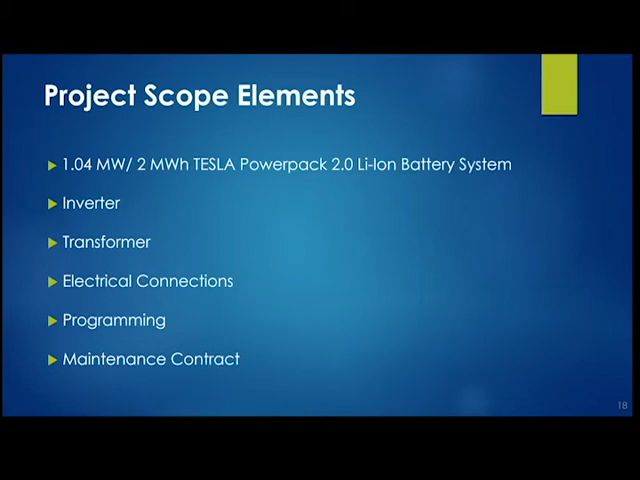 Project Scope Elements
1.04 MW/ 2 MWh TESLA Powerpack 2.0 Li-Ion Battery System
Inverter
Transformer
Electrical Connections
Programming
Maintenance Contract
18